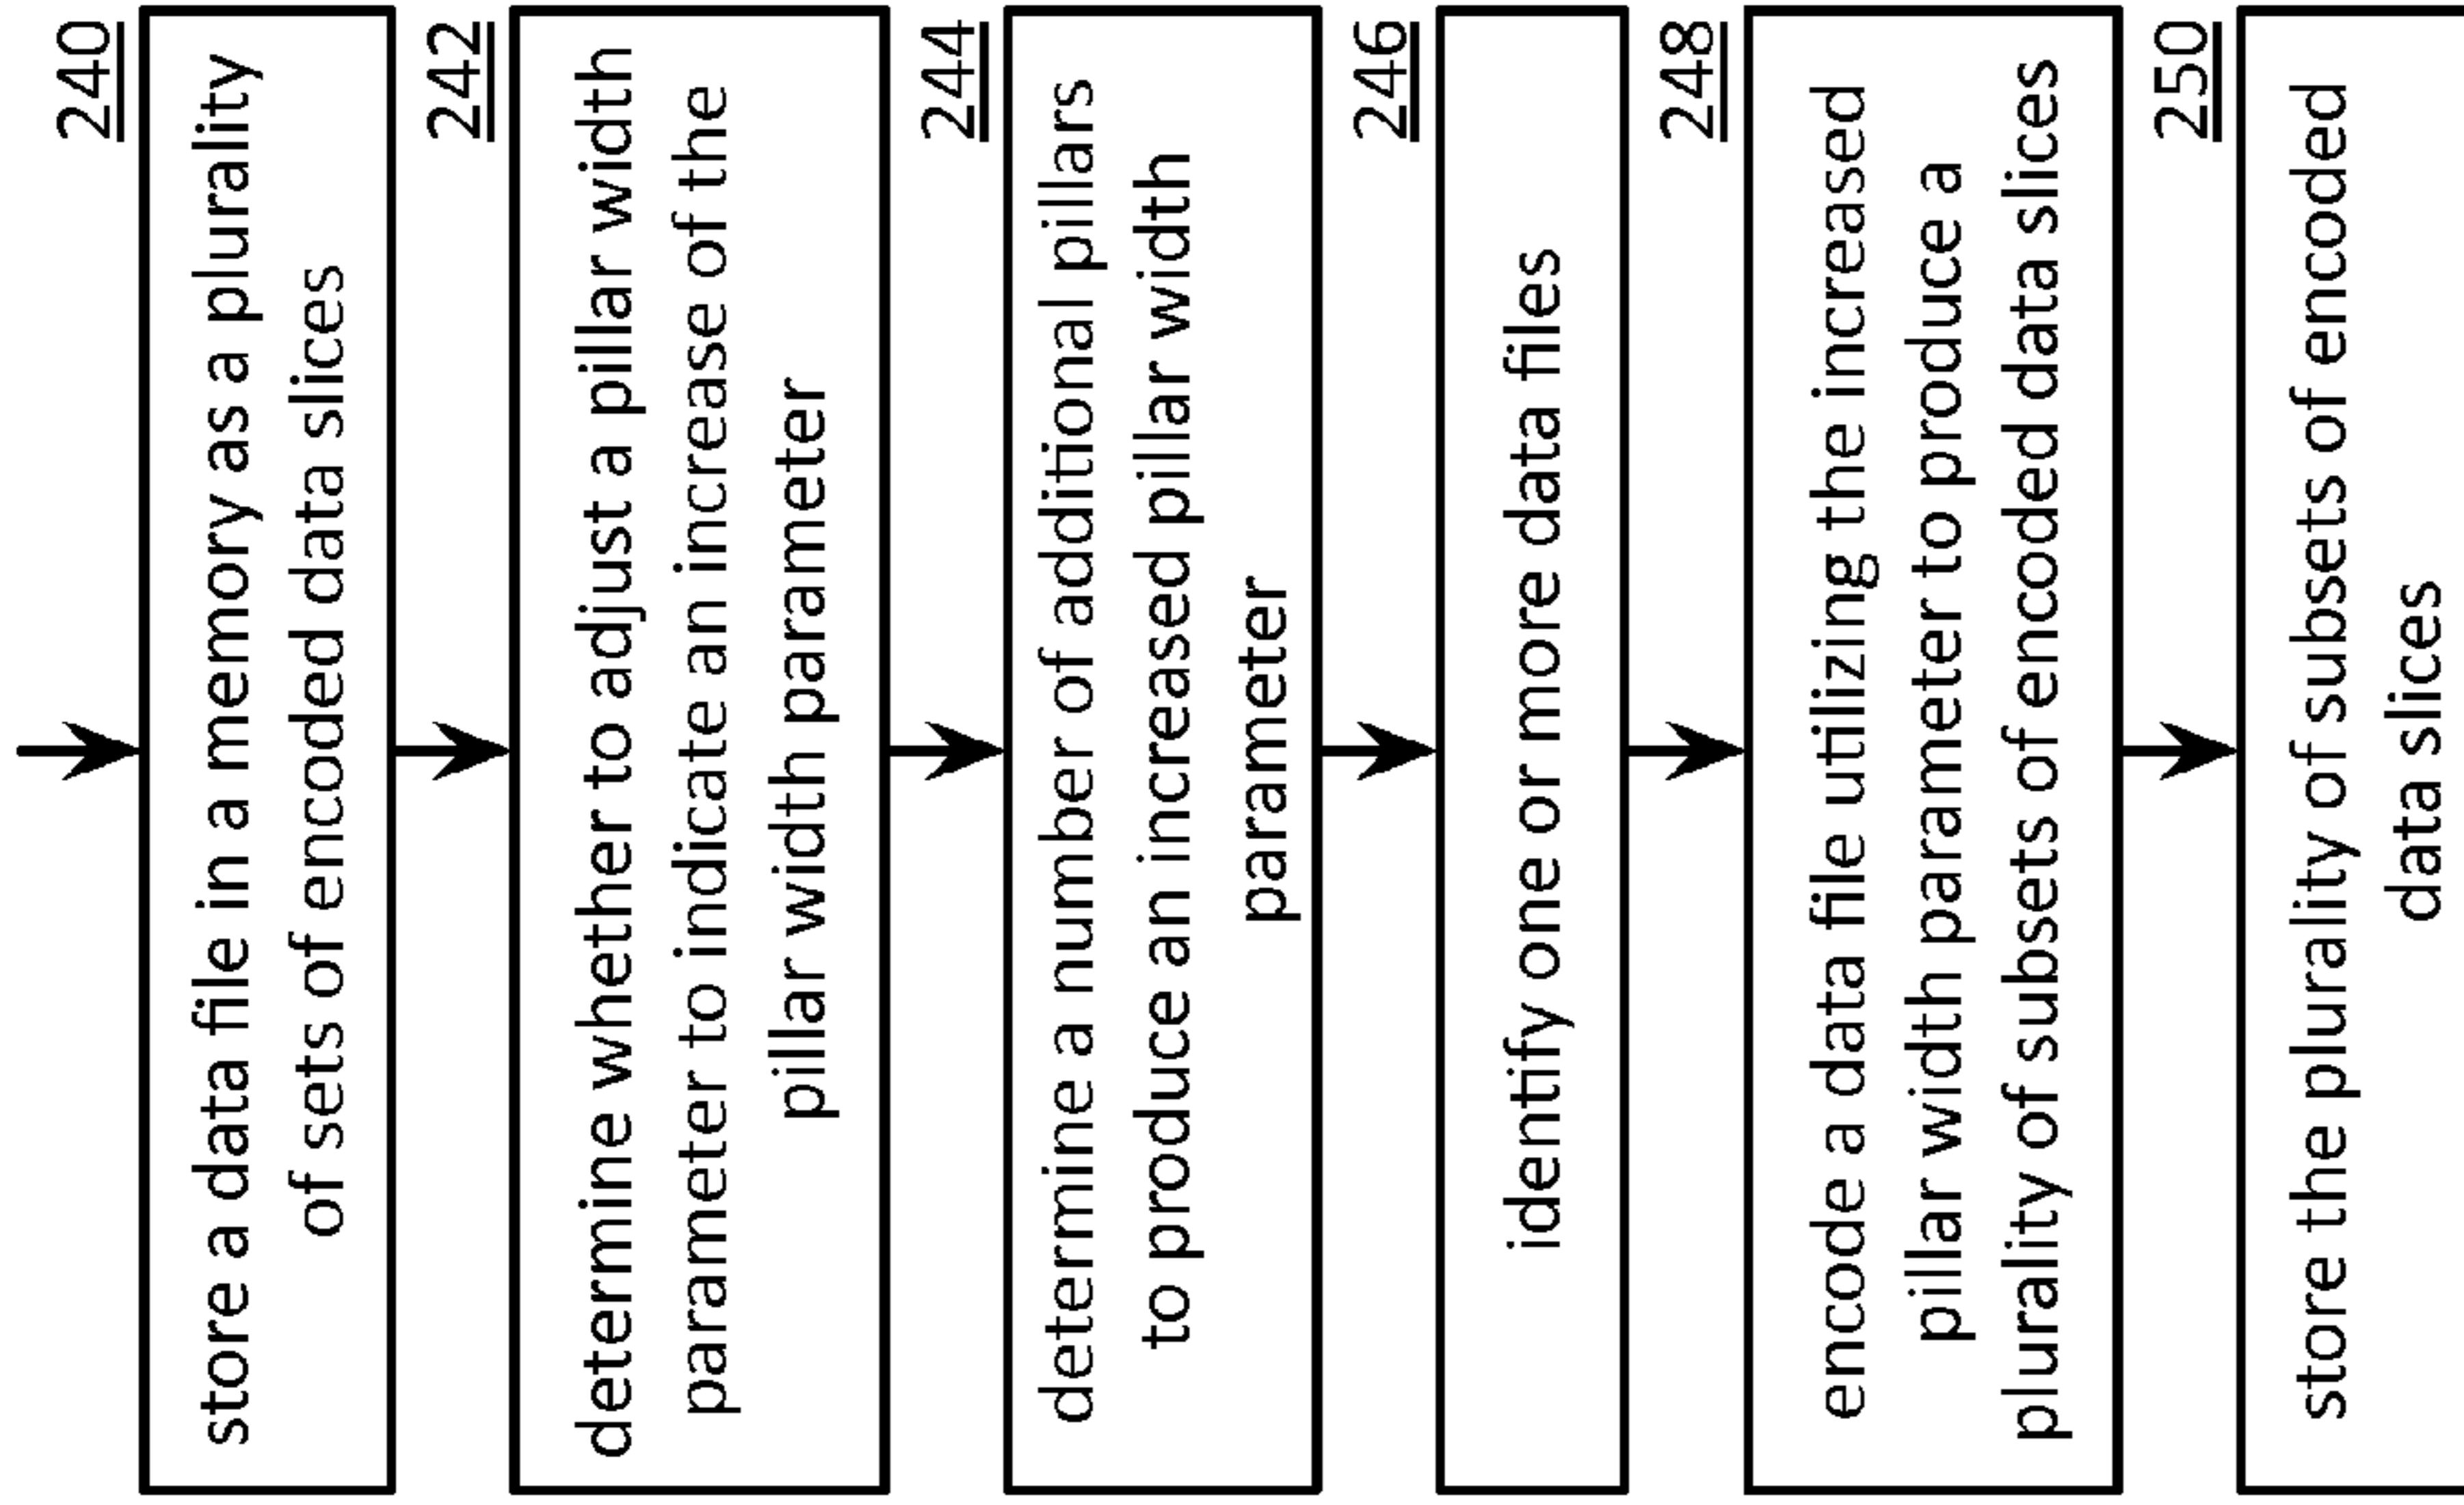 240
store a data file in a memory as a plurality
of sets of encoded data slices
242
determine whether to adjust a pillar width
parameter to indicate an increase of the
pillar width parameter
244
determine a number of additional pillars
to produce an increased pillar width
parameter
246
identify one or more data files
248
encode a data file utilizing the increased
pillar width parameter to produce a
plurality of subsets of encoded data slices
250
store the plurality of subsets of encoded
data slices